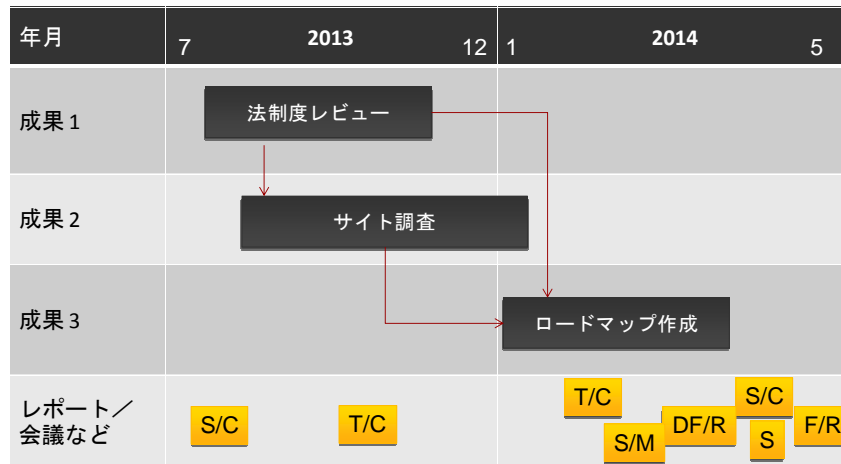 年月
7
2013
12
1
2014
5
成果 1
法制度レビュー
成果 2
サイト調査
成果 3
ロードマップ作成
レポート／
会議など
S/C
T/C
T/C
S/M
DF/R
S/C
S
F/R